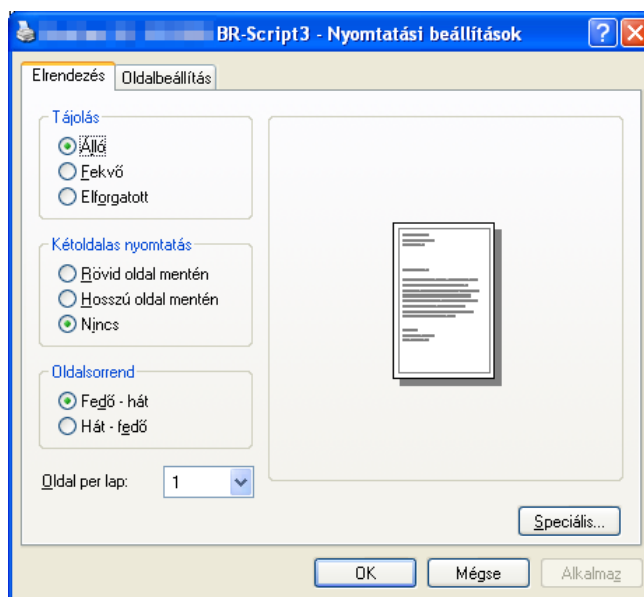 BR-Script3 - Nyomtatási beállítások
Elrendezés Oldalbeállítás
Tájolás
Álló
Fekvő
Elforgatott
Kétoldalas nyomtatás
Rövid oldal mentén
Hosszú oldal mentén
Nincs
Oldalsorrend
Fedő - hát
Hát - fedő
Oldal per lap: 1
Speciális...
OK Mégse Alkalmaz